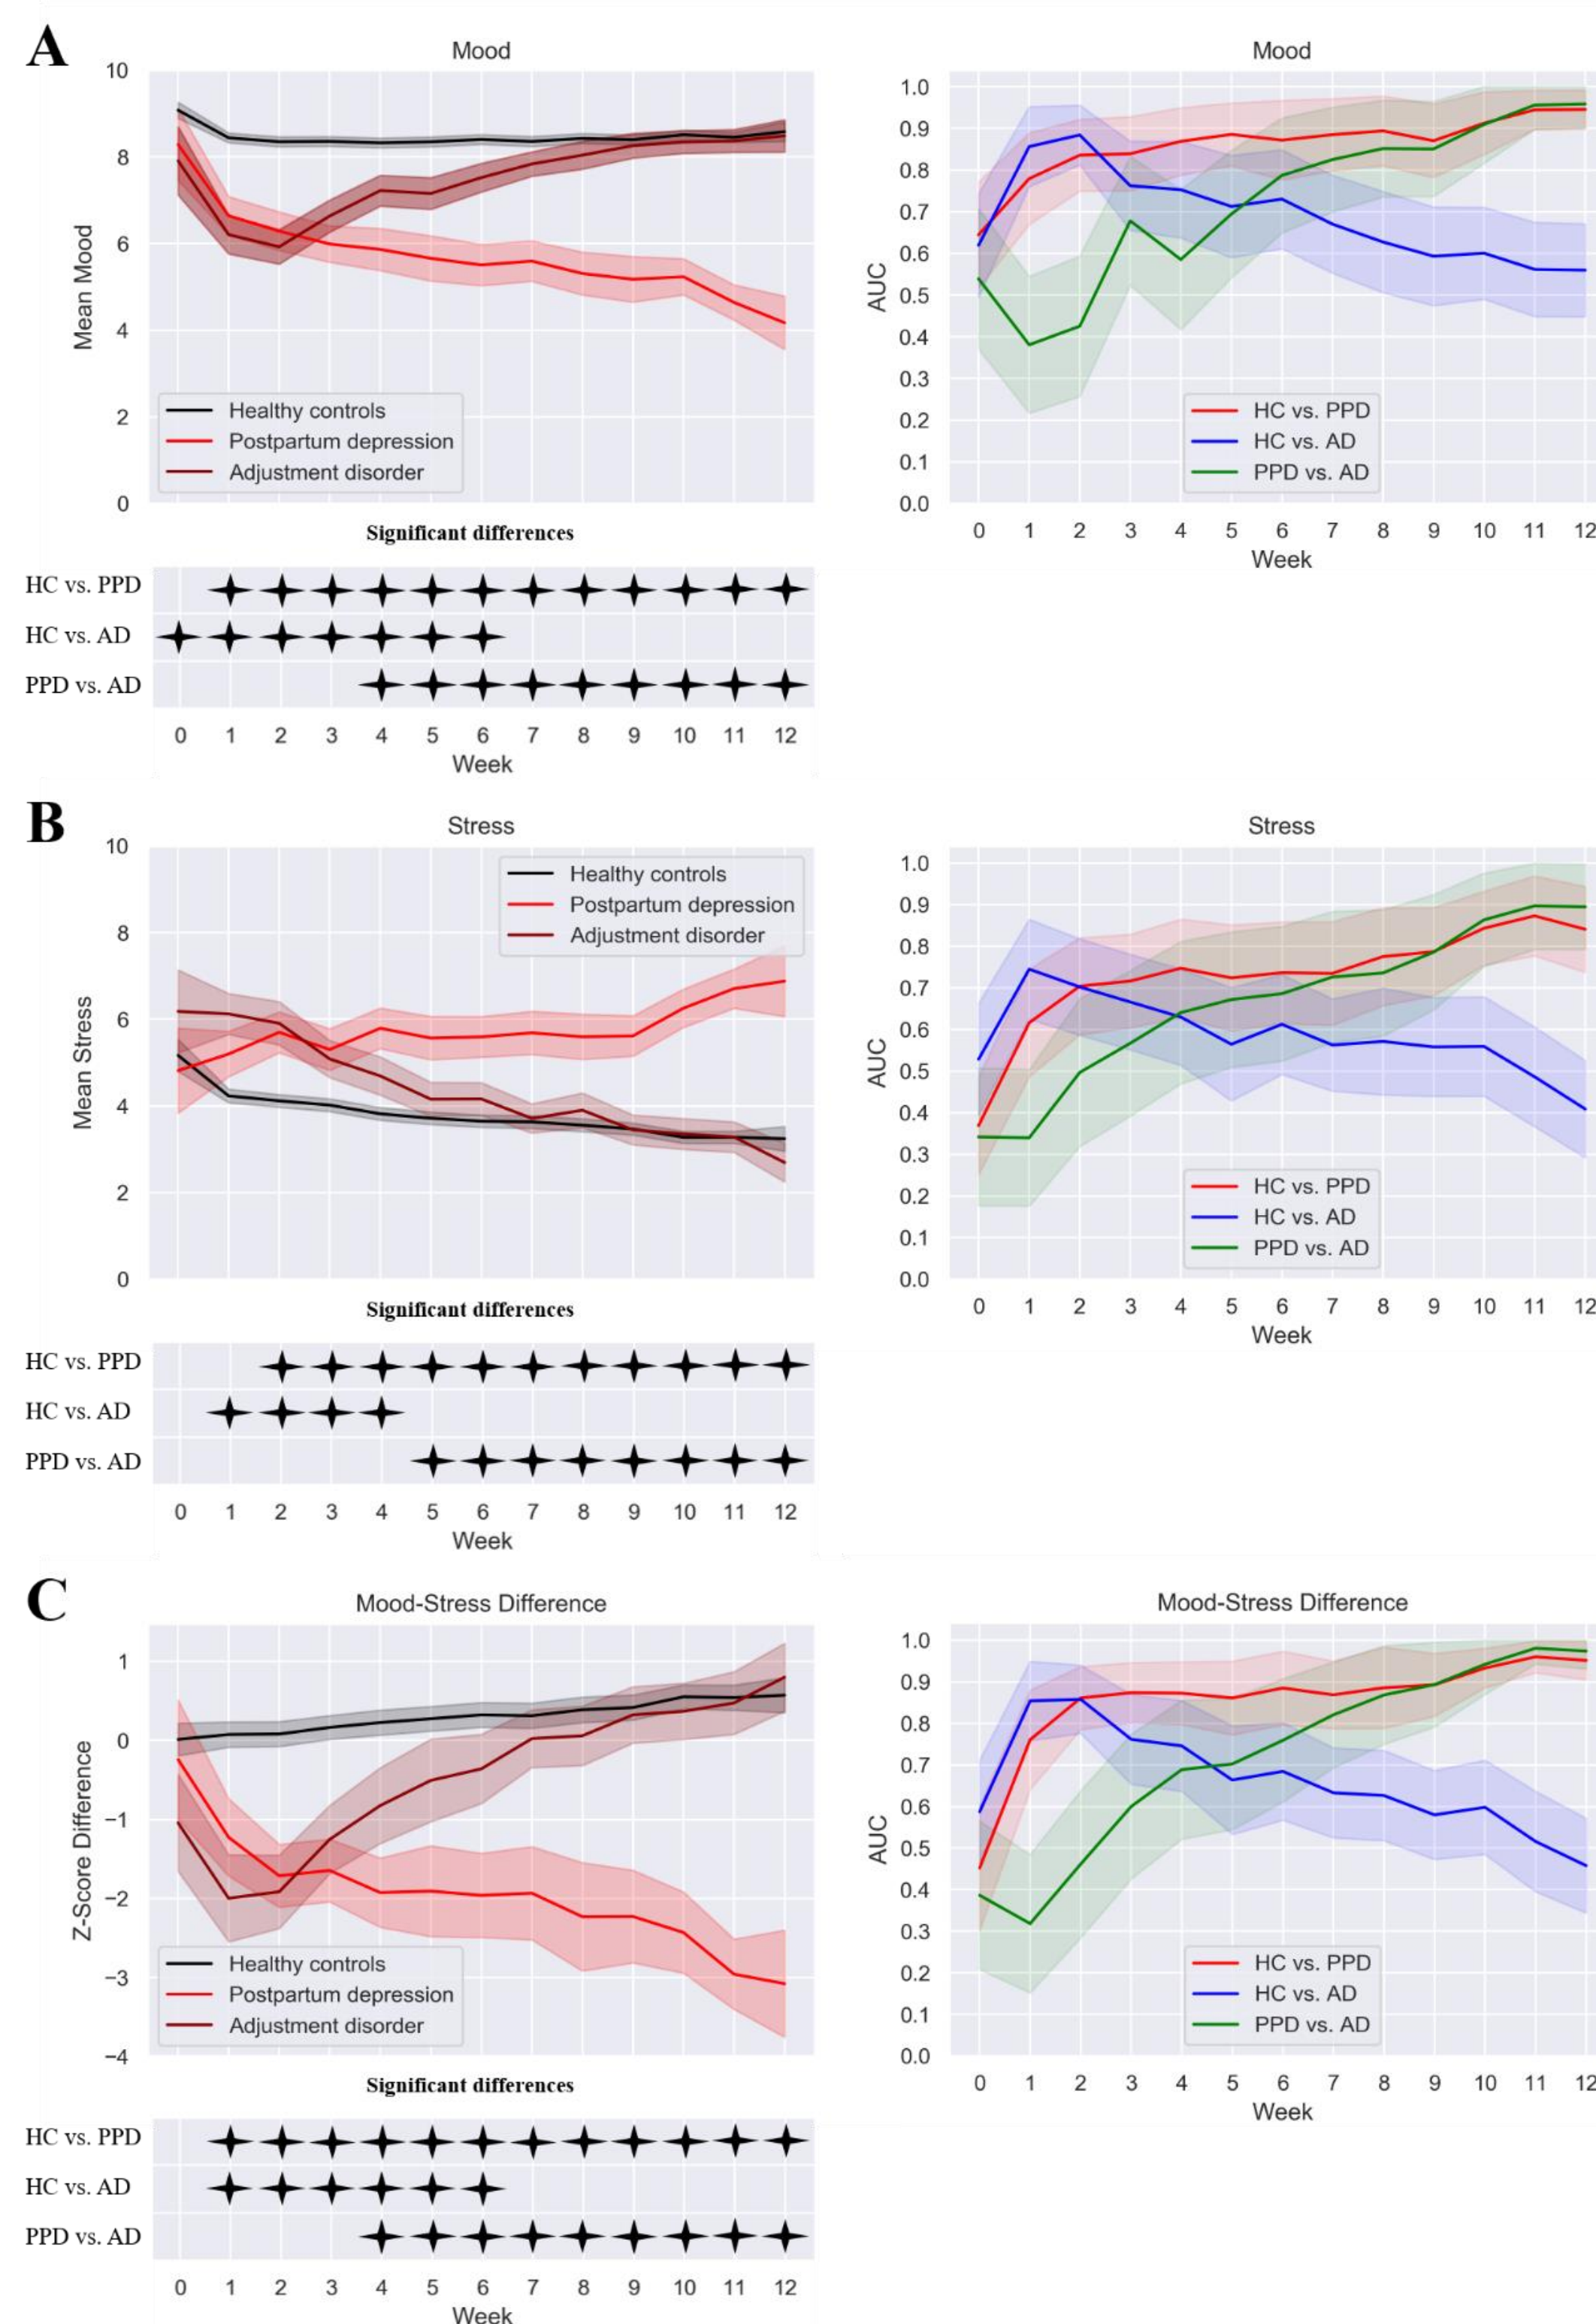 A
Mood
Mean Mood
10
8
6
4
2
0
Healthy controls
Postpartum depression
Adjustment disorder
Significant differences
HC vs. PPD
HC vs. AD
PPD vs. AD
0 1 2 3 4 5 6 7 8 9 10 11 12
Week
Mood
AUC
1.0
0.9
0.8
0.7
0.6
0.5
0.4
0.3
0.2
0.1
0.0
HC vs. PPD
HC vs. AD
PPD vs. AD
0 1 2 3 4 5 6 7 8 9 10 11 12
Week
B
Stress
Mean Stress
10
8
6
4
2
0
Healthy controls
Postpartum depression
Adjustment disorder
Significant differences
HC vs. PPD
HC vs. AD
PPD vs. AD
0 1 2 3 4 5 6 7 8 9 10 11 12
Week
Stress
AUC
1.0
0.9
0.8
0.7
0.6
0.5
0.4
0.3
0.2
0.1
0.0
HC vs. PPD
HC vs. AD
PPD vs. AD
0 1 2 3 4 5 6 7 8 9 10 11 12
Week
C
Mood-Stress Difference
Z-Score Difference
1
0
−1
−2
−3
−4
Healthy controls
Postpartum depression
Adjustment disorder
Significant differences
HC vs. PPD
HC vs. AD
PPD vs. AD
0 1 2 3 4 5 6 7 8 9 10 11 12
Week
Mood-Stress Difference
AUC
1.0
0.9
0.8
0.7
0.6
0.5
0.4
0.3
0.2
0.1
0.0
HC vs. PPD
HC vs. AD
PPD vs. AD
0 1 2 3 4 5 6 7 8 9 10 11 12
Week